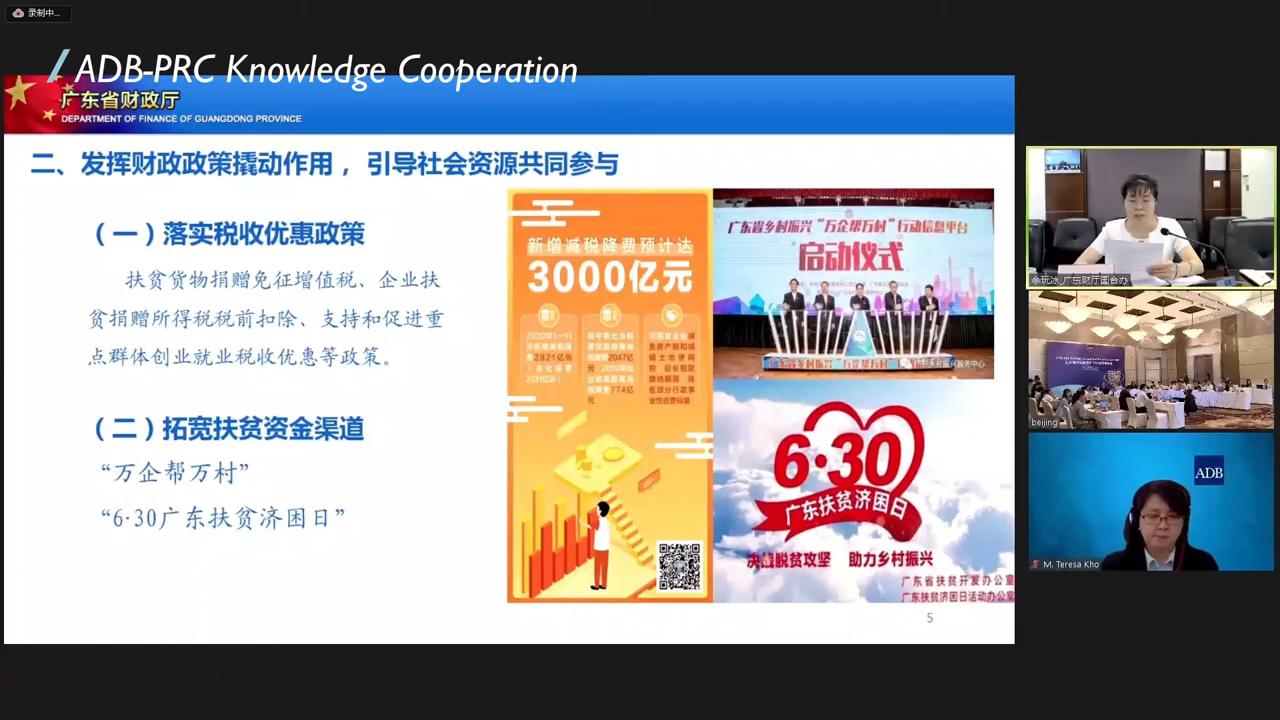 录制中...
ADB-PRC Knowledge Cooperation
广东省财政厅
DEPARTMENT OF FINANCE OF GUANGDONG PROVINCE
二、发挥财政政策撬动作用，引导社会资源共同参与
（一）落实税收优惠政策
扶贫货物捐赠免征增值税、企业扶
贫捐赠所得税税前扣除、支持和促进重
点群体创业就业税收优惠等政策。
（二）拓宽扶贫资金渠道
“万企帮万村”
“6·30广东扶贫济困日”
新增减税降费预计达
3000亿元
广东省乡村振兴“万企帮万村”行动信息平台
启动仪式
6·30
广东扶贫济困日
决战脱贫攻坚 助力乡村振兴
广东省扶贫开发办公室
广东扶贫济困日活动办公室
5
beijing
ADB
M. Teresa Kho